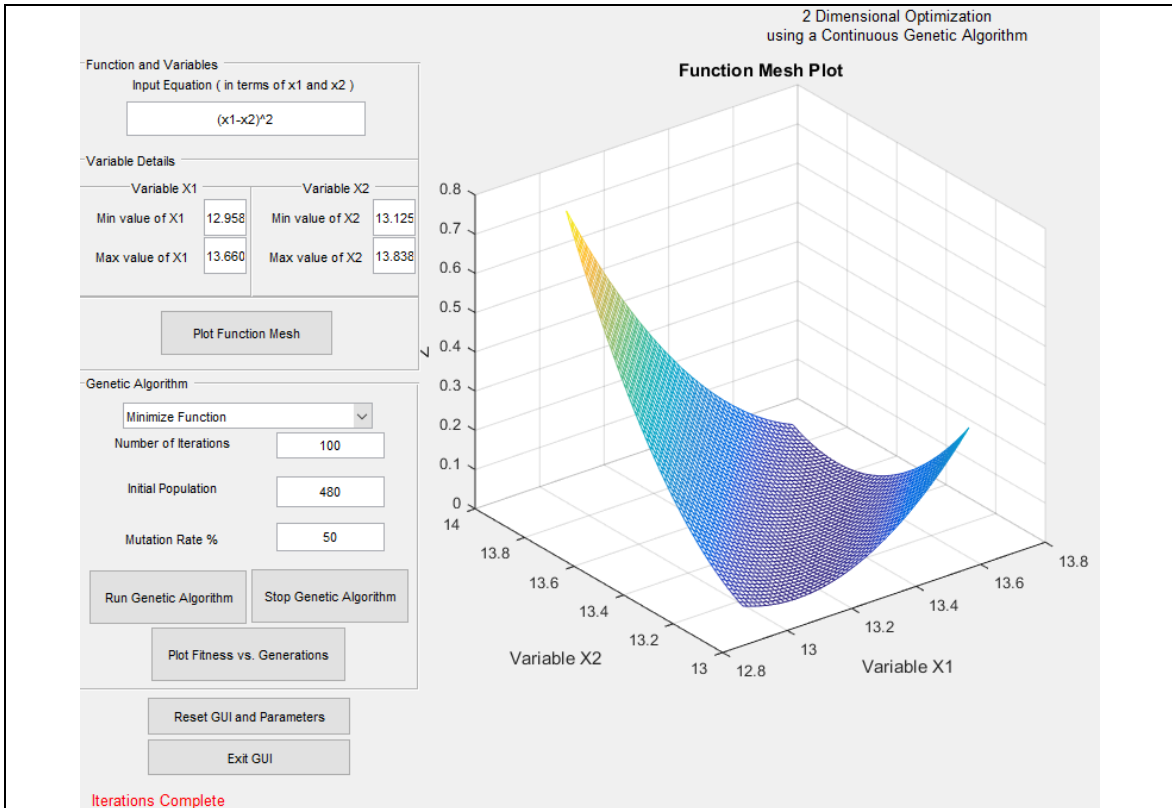 2 Dimensional Optimization
using a Continuous Genetic Algorithm
Function and Variables
Input Equation ( in terms of x1 and x2 )
(x1-x2)^2
Variable Details
Variable X1
Min value of X1
12.958
Max value of X1
13.660
Variable X2
Min value of X2
13.125
Max value of X2
13.838
Plot Function Mesh
Genetic Algorithm
Minimize Function
Number of Iterations
100
Initial Population
480
Mutation Rate %
50
Run Genetic Algorithm
Stop Genetic Algorithm
Plot Fitness vs. Generations
Reset GUI and Parameters
Exit GUI
Iterations Complete
Function Mesh Plot
0.8
0.7
0.6
0.5
0.4
0.3
0.2
0.1
0
14
13.8
13.6
13.4
13.2
13
Variable X2
12.8
13
13.2
13.4
13.6
13.8
Variable X1